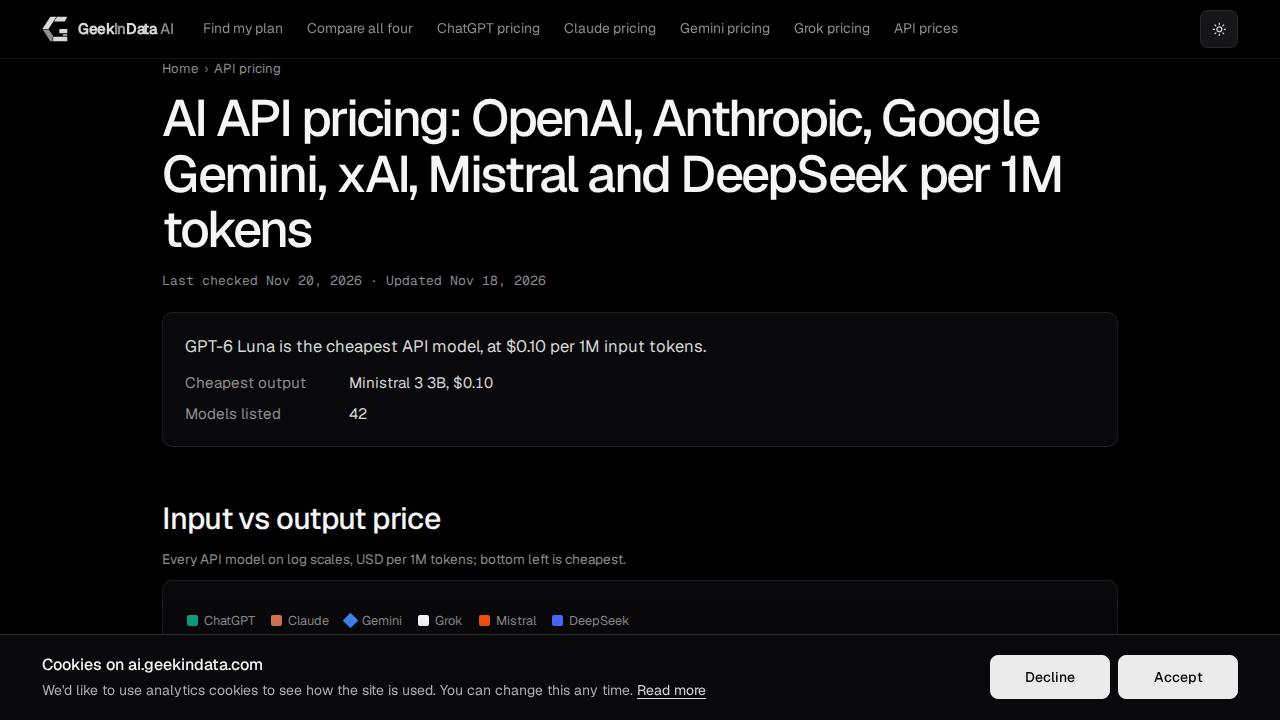 GeekInData AI
Find my plan
Compare all four
ChatGPT pricing
Claude pricing
Gemini pricing
Grok pricing
API prices
Home › API pricing
AI API pricing: OpenAI, Anthropic, Google
Gemini, xAI, Mistral and DeepSeek per 1M
tokens
Last checked Nov 20, 2026 · Updated Nov 18, 2026
GPT-6 Luna is the cheapest API model, at $0.10 per 1M input tokens.
Cheapest output Ministral 3 3B, $0.10
Models listed 42
Input vs output price
Every API model on log scales, USD per 1M tokens; bottom left is cheapest.
ChatGPT Claude Gemini Grok Mistral DeepSeek
Cookies on ai.geekindata.com
We'd like to use analytics cookies to see how the site is used. You can change this any time. Read more
Decline
Accept